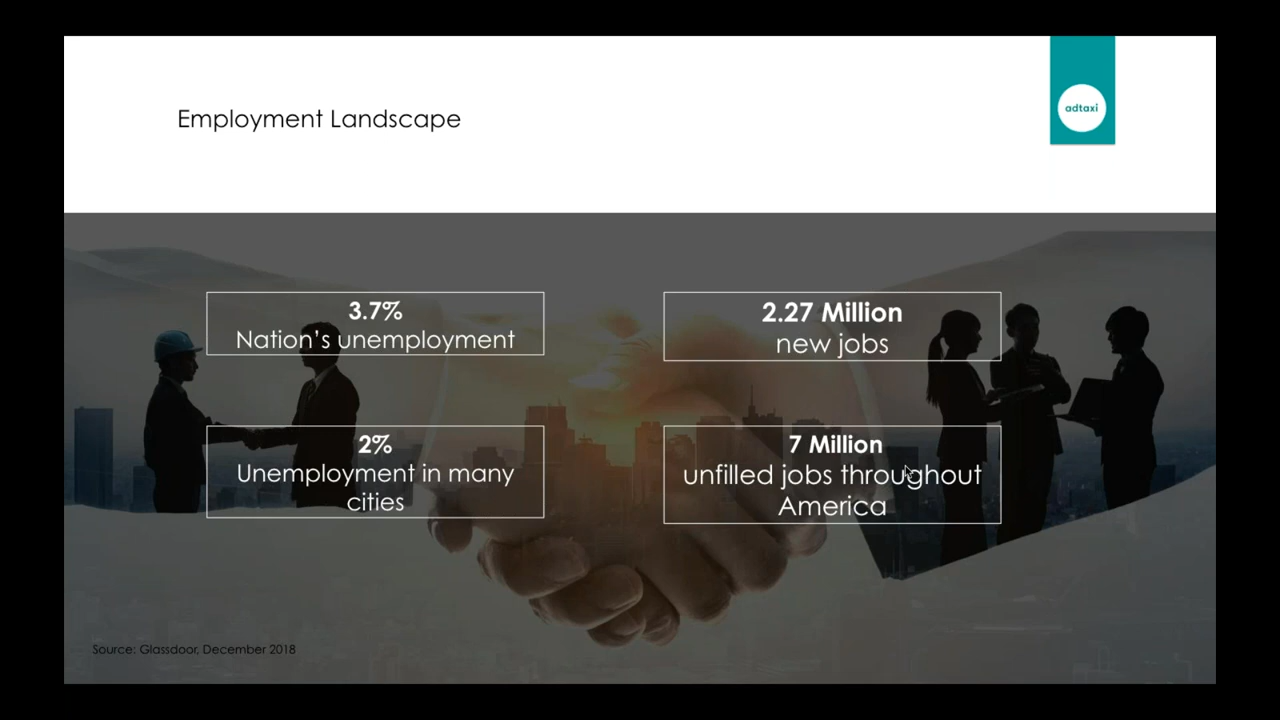 Employment Landscape
adtaxi
3.7%
Nation’s unemployment
2.27 Million
new jobs
2%
Unemployment in many
cities
7 Million
unfilled jobs throughout
America
Source: Glassdoor, December 2018